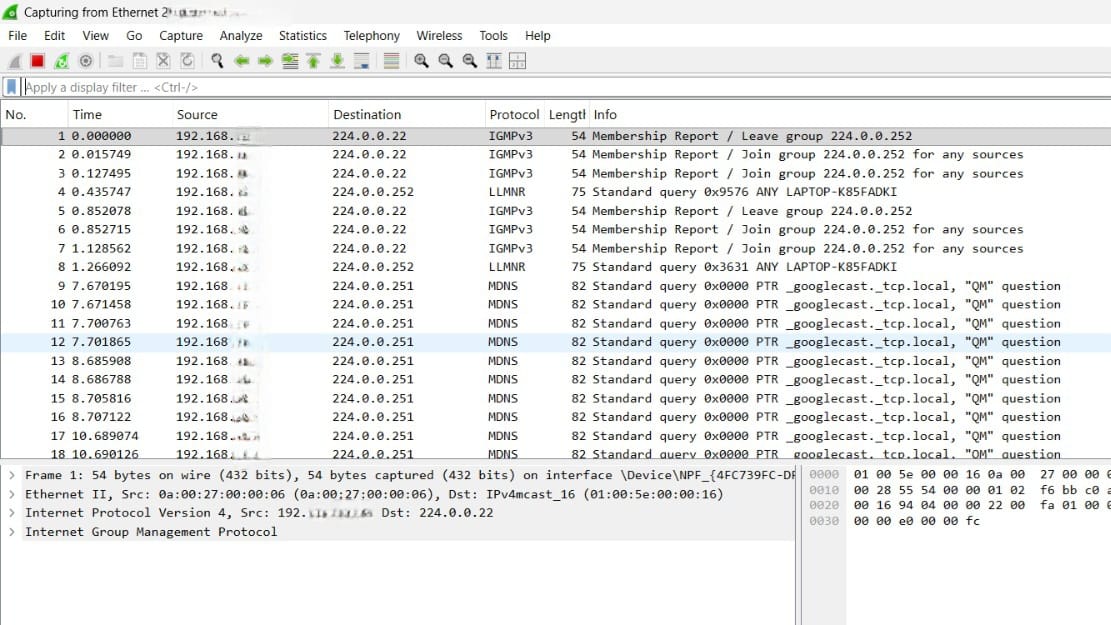 Capturing from Ethernet 2
File Edit View Go Capture Analyze Statistics Telephony Wireless Tools Help
Apply a display filter ... <Ctrl-/>
No. Time Source Destination Protocol Length Info
1 0.000000 192.168. 224.0.0.22 IGMPv3 54 Membership Report / Leave group 224.0.0.252
2 0.015749 192.168. 224.0.0.22 IGMPv3 54 Membership Report / Join group 224.0.0.252 for any sources
3 0.127495 192.168. 224.0.0.22 IGMPv3 54 Membership Report / Join group 224.0.0.252 for any sources
4 0.435747 192.168. 224.0.0.252 LLMNR 75 Standard query 0x9576 ANY LAPTOP-K85FADKI
5 0.852078 192.168. 224.0.0.22 IGMPv3 54 Membership Report / Leave group 224.0.0.252
6 0.852715 192.168. 224.0.0.22 IGMPv3 54 Membership Report / Join group 224.0.0.252 for any sources
7 1.128562 192.168. 224.0.0.22 IGMPv3 54 Membership Report / Join group 224.0.0.252 for any sources
8 1.266092 192.168. 224.0.0.252 LLMNR 75 Standard query 0x3631 ANY LAPTOP-K85FADKI
9 7.670195 192.168. 224.0.0.251 MDNS 82 Standard query 0x0000 PTR _googlecast._tcp.local, "QM" question
10 7.671458 192.168. 224.0.0.251 MDNS 82 Standard query 0x0000 PTR _googlecast._tcp.local, "QM" question
11 7.700763 192.168 224.0.0.251 MDNS 82 Standard query 0x0000 PTR _googlecast._tcp.local, "QM" question
12 7.701865 192.168 224.0.0.251 MDNS 82 Standard query 0x0000 PTR _googlecast._tcp.local, "QM" question
13 8.685908 192.168 224.0.0.251 MDNS 82 Standard query 0x0000 PTR _googlecast._tcp.local, "QM" question
14 8.686788 192.168 224.0.0.251 MDNS 82 Standard query 0x0000 PTR _googlecast._tcp.local, "QM" question
15 8.705816 192.168. 224.0.0.251 MDNS 82 Standard query 0x0000 PTR _googlecast._tcp.local, "QM" question
16 8.707122 192.168. 224.0.0.251 MDNS 82 Standard query 0x0000 PTR _googlecast._tcp.local, "QM" question
17 10.689074 192.168. 224.0.0.251 MDNS 82 Standard query 0x0000 PTR _googlecast._tcp.local, "QM" question
18 10.690126 192.168. 224.0.0.251 MDNS 82 Standard query 0x0000 PTR _googlecast._tcp.local, "QM" question
Frame 1: 54 bytes on wire (432 bits), 54 bytes captured (432 bits) on interface \Device\NPF_{4FC739FC-DF
Ethernet II, Src: 0a:00:27:00:00:06 (0a:00:27:00:00:06), Dst: IPv4mcast_16 (01:00:5e:00:00:16)
Internet Protocol Version 4, Src: 192. Dst: 224.0.0.22
Internet Group Management Protocol
0000 01 00 5e 00 00 16 0a 00 27 00 00 0
0010 00 28 55 54 00 00 01 02 f6 bb c0 a
0020 00 16 94 04 00 00 22 00 fa 01 00 0
0030 00 00 e0 00 00 fc